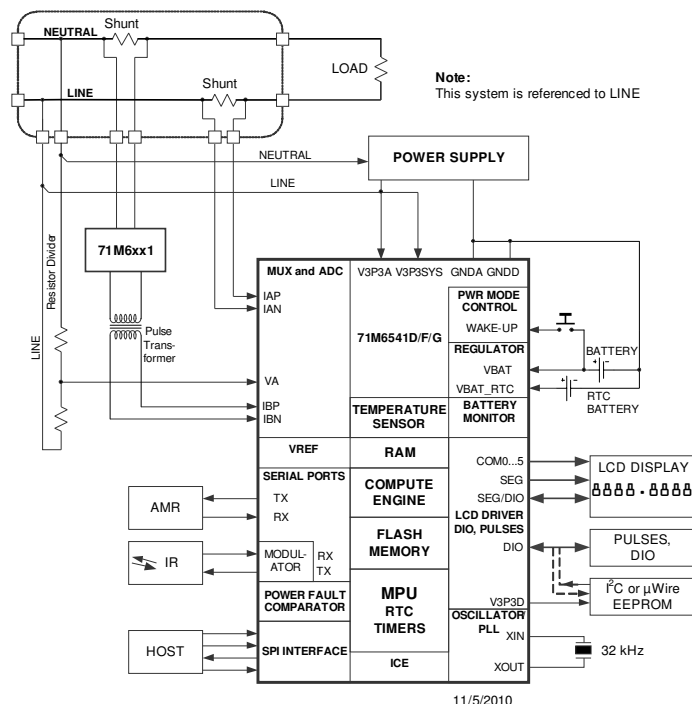 Shunt
NEUTRAL
LOAD
Shunt
LINE
Note:
This system is referenced to LINE
NEUTRAL
POWER SUPPLY
LINE
71M6xx1
Resistor Divider
LINE
Pulse
Trans-
former
MUX and ADC
V3P3A V3P3SYS GNDA GNDD
IAP
IAN
VA
IBP
IBN
71M6541D/F/G
PWR MODE
CONTROL
WAKE-UP
REGULATOR
VBAT
VBAT_RTC
BATTERY
RTC
BATTERY
TEMPERATURE
SENSOR
BATTERY
MONITOR
VREF
RAM
SERIAL PORTS
TX
RX
AMR
COMPUTE
ENGINE
COM0...5
SEG
SEG/DIO
LCD DISPLAY
8888.8888
LCD DRIVER
DIO, PULSES
DIO
PULSES,
DIO
FLASH
MEMORY
IR
MODUL-
ATOR
RX
TX
I2C or µWire
EEPROM
POWER FAULT
COMPARATOR
MPU
RTC
TIMERS
V3P3D
OSCILLATOR/
PLL
XIN
XOUT
32 kHz
HOST
SPI INTERFACE
ICE
11/5/2010